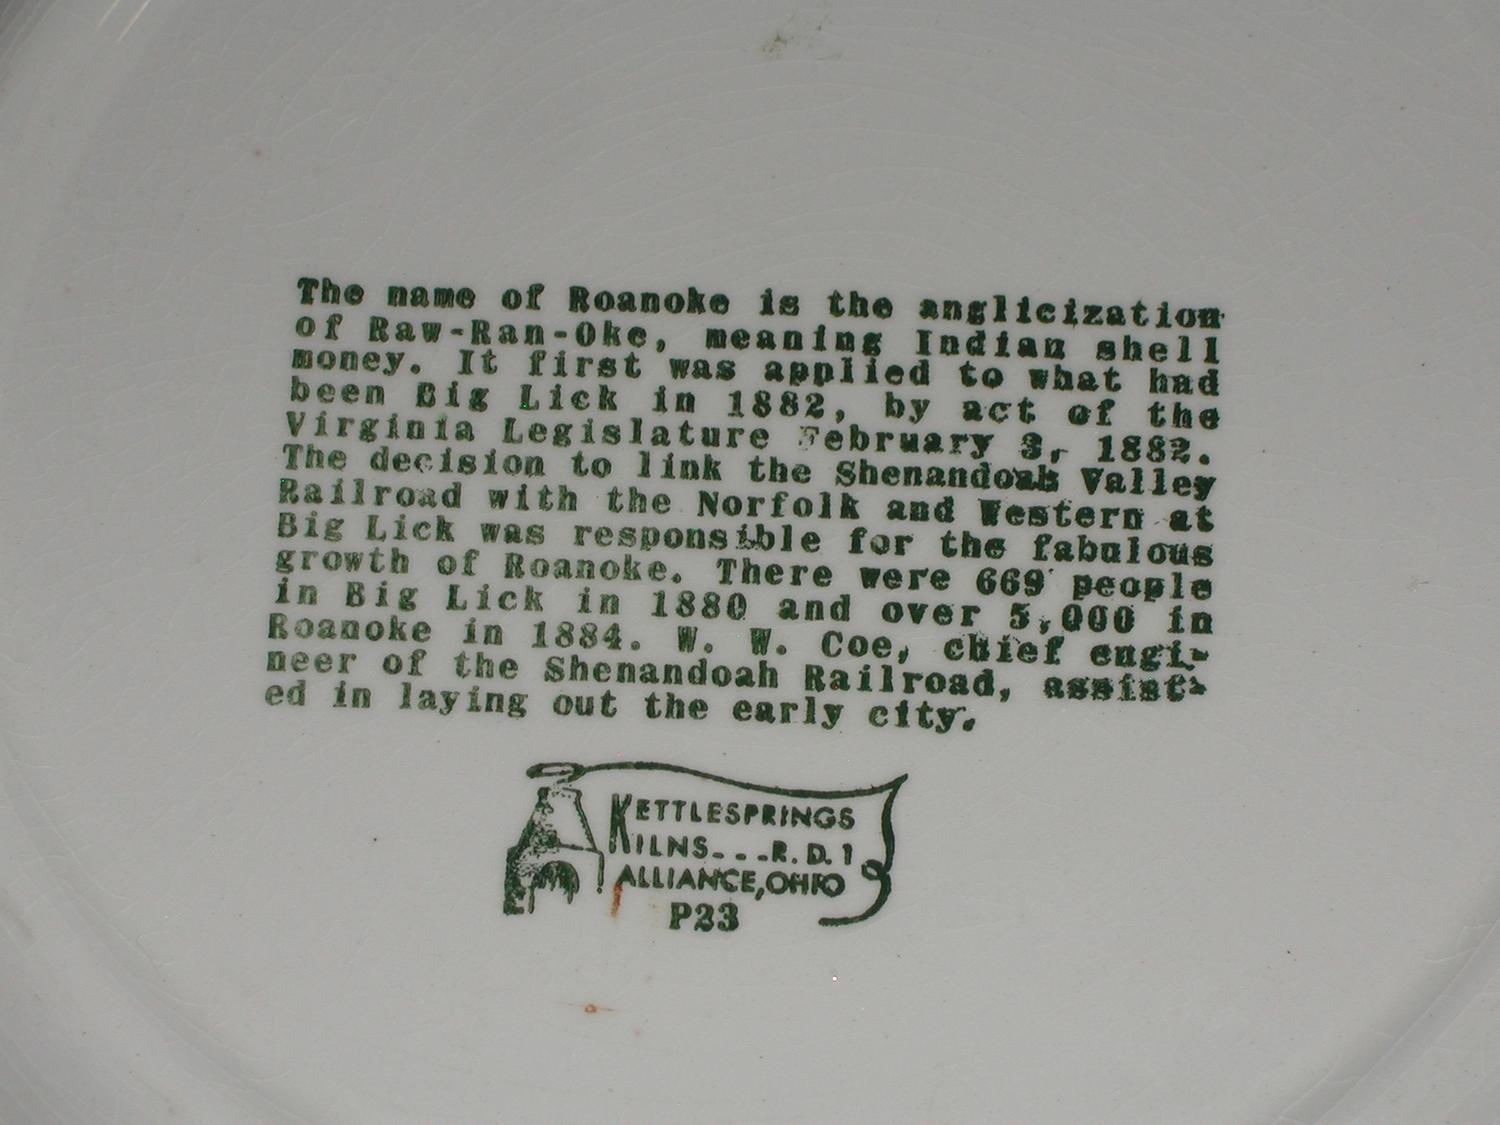 The name of Roanoke is the anglicization
of Raw-Ran-Oke, meaning Indian shell
money. It first was applied to what had
been Big Lick in 1882, by act of the
Virginia Legislature February 3, 1882.
The decision to link the Shenandoah Valley
Railroad with the Norfolk and Western at
Big Lick was responsible for the fabulous
growth of Roanoke. There were 669 people
in Big Lick in 1880 and over 5,000 in
Roanoke in 1884. W. W. Coe, chief engi-
neer of the Shenandoah Railroad, assist-
ed in laying out the early city.
KETTLESPRINGS
KILNS...R.D.1
ALLIANCE, OHIO
P23